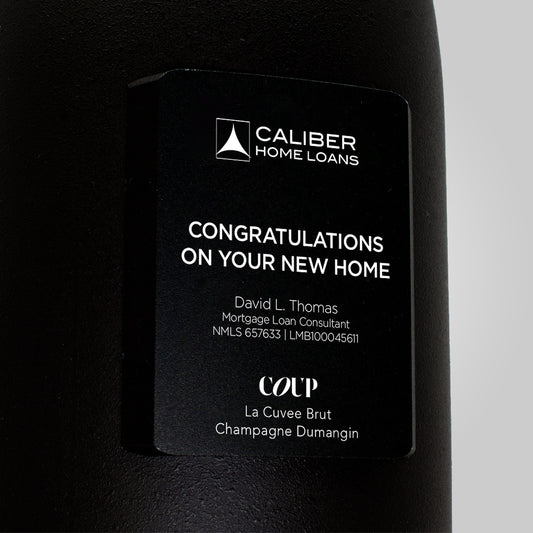 CALIBER
HOME LOANS
CONGRATULATIONS
ON YOUR NEW HOME
David L. Thomas
Mortgage Loan Consultant
NMLS 657633 | LMB100045611
COUP
La Cuvee Brut
Champagne Dumangin